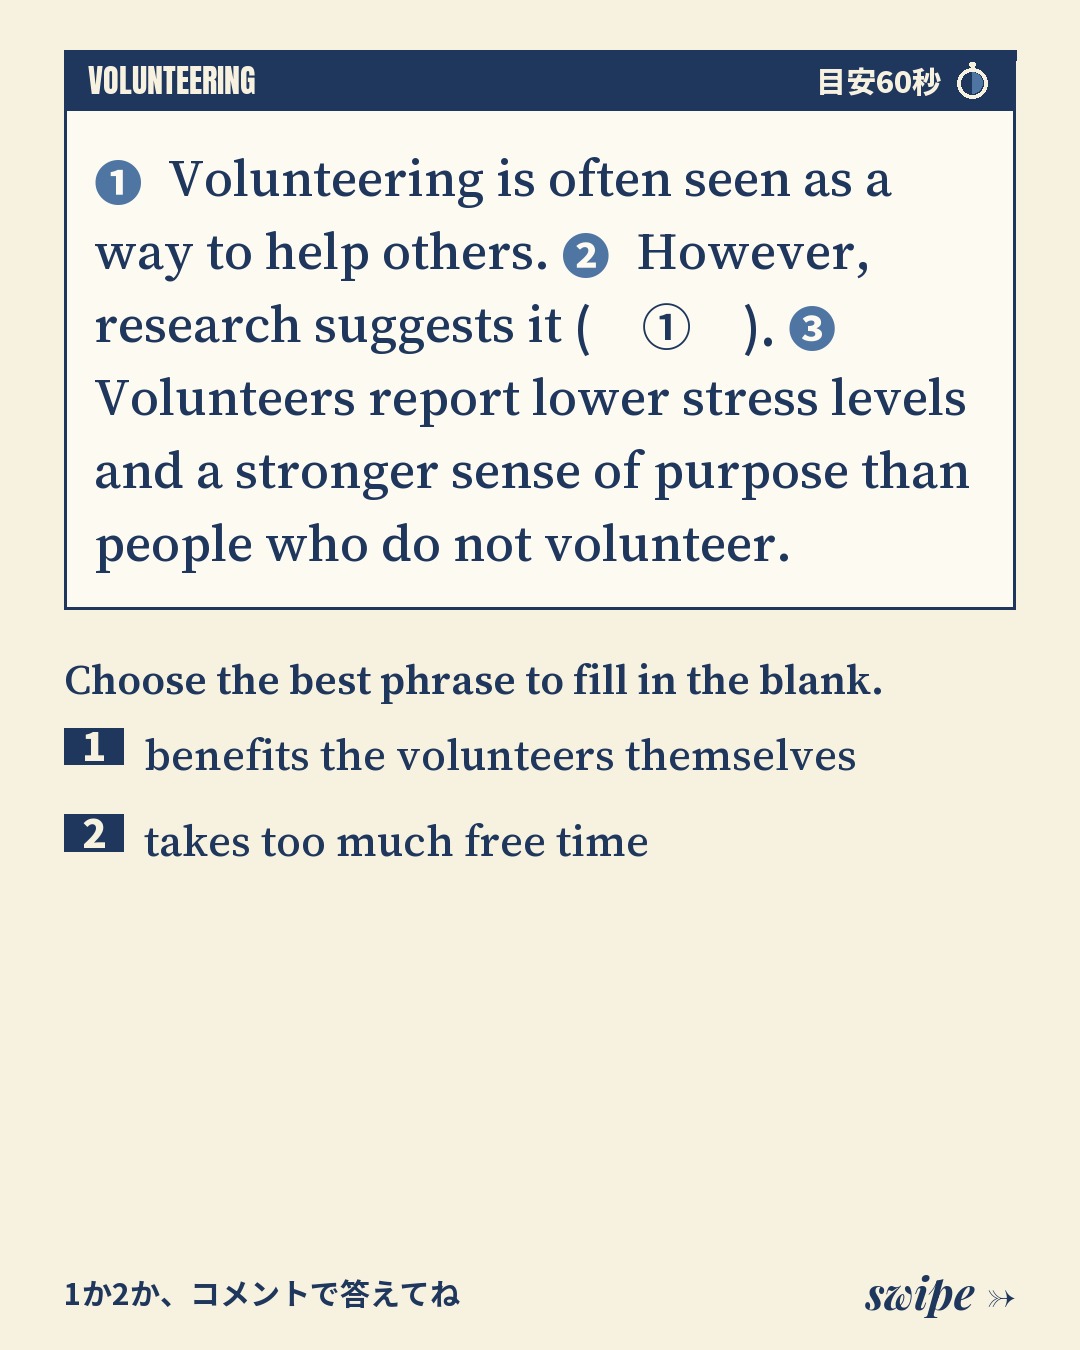 VOLUNTEERING
目安60秒
❶ Volunteering is often seen as a
way to help others. ❷ However,
research suggests it ( ① ). ❸
Volunteers report lower stress levels
and a stronger sense of purpose than
people who do not volunteer.
Choose the best phrase to fill in the blank.
1 benefits the volunteers themselves
2 takes too much free time
1か2か、コメントで答えてね
swipe